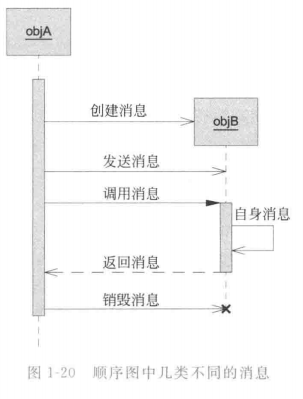 objA
创建消息
objB
发送消息
调用消息
自身消息
返回消息
销毁消息
图 1-20 顺序图中几类不同的消息